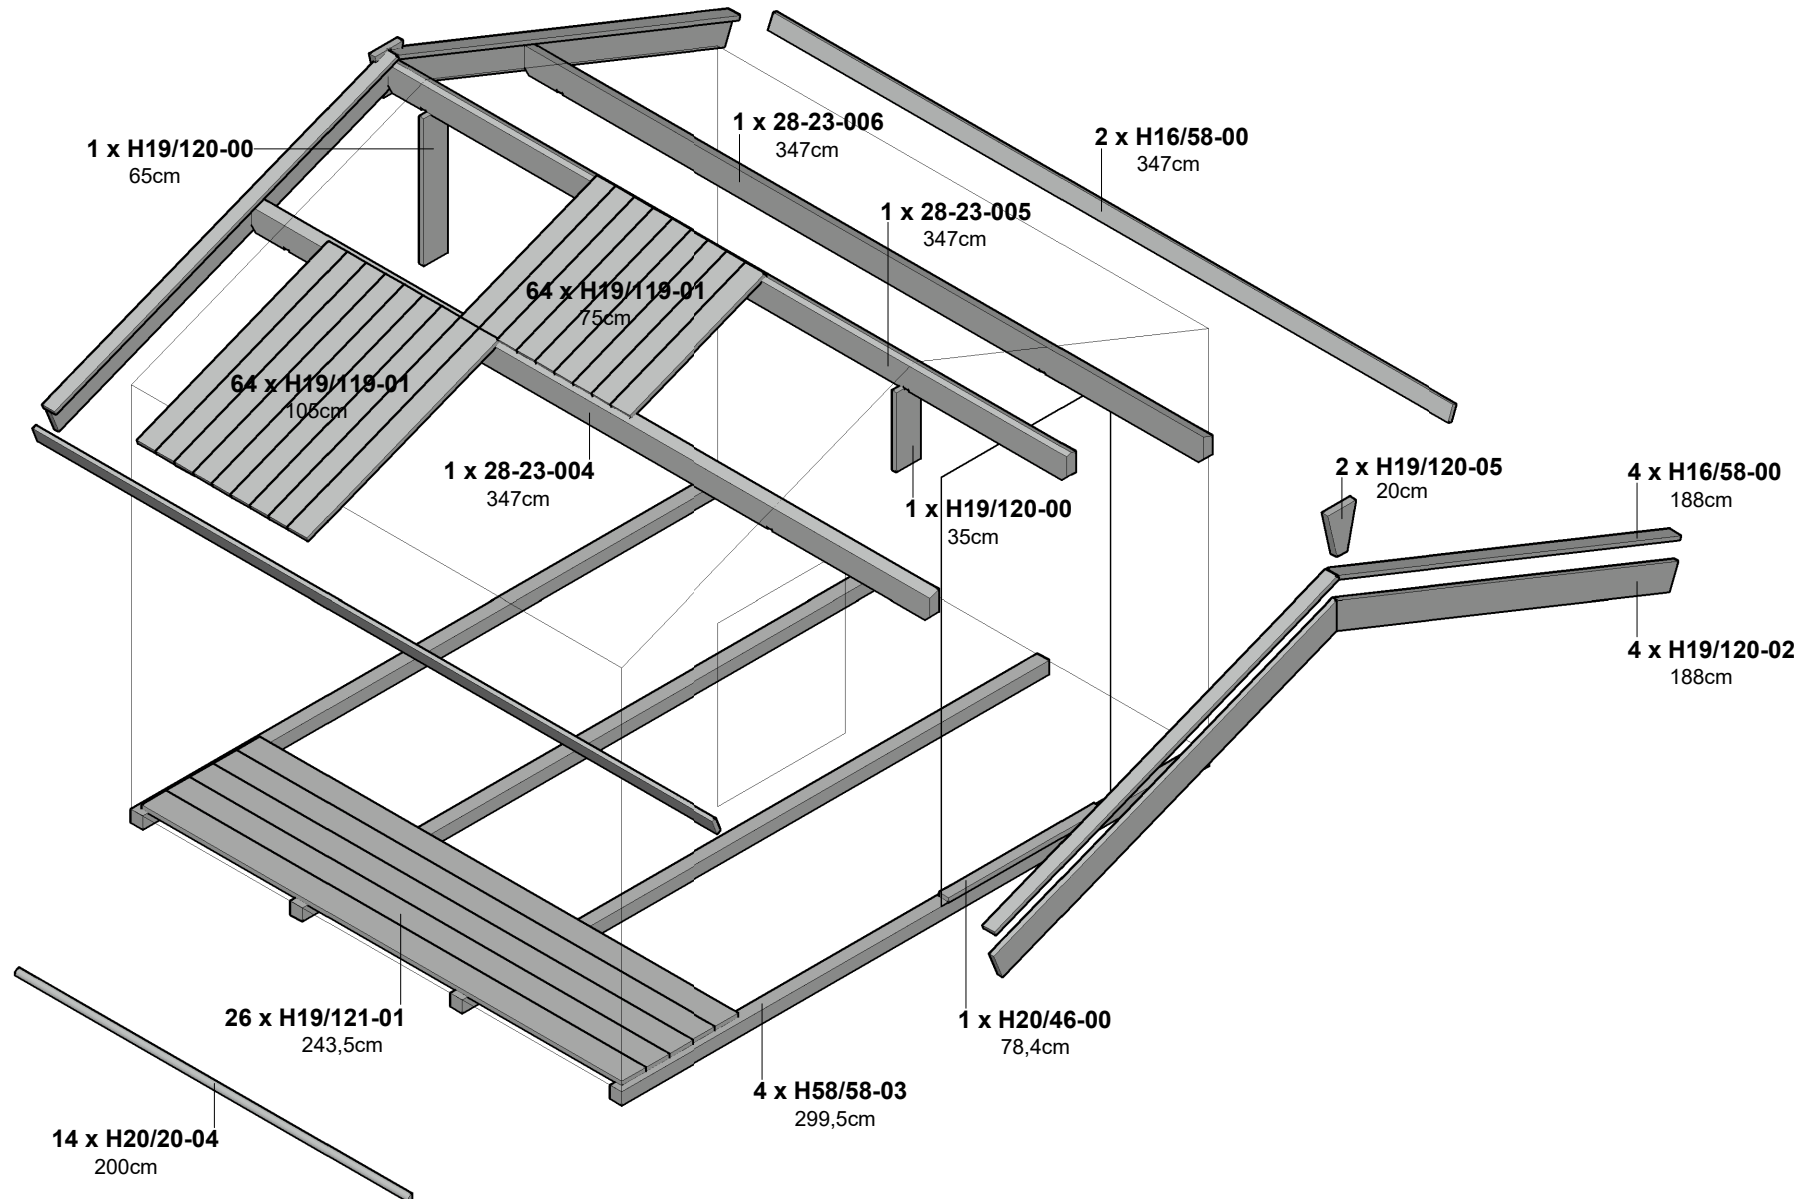 1 x H19/120-00
65cm
1 x 28-23-006
347cm
2 x H16/58-00
347cm
1 x 28-23-005
347cm
64 x H19/119-01
75cm
64 x H19/119-01
105cm
1 x 28-23-004
347cm
1 x H19/120-00
35cm
2 x H19/120-05
20cm
4 x H16/58-00
188cm
4 x H19/120-02
188cm
26 x H19/121-01
243,5cm
1 x H20/46-00
78,4cm
4 x H58/58-03
299,5cm
14 x H20/20-04
200cm